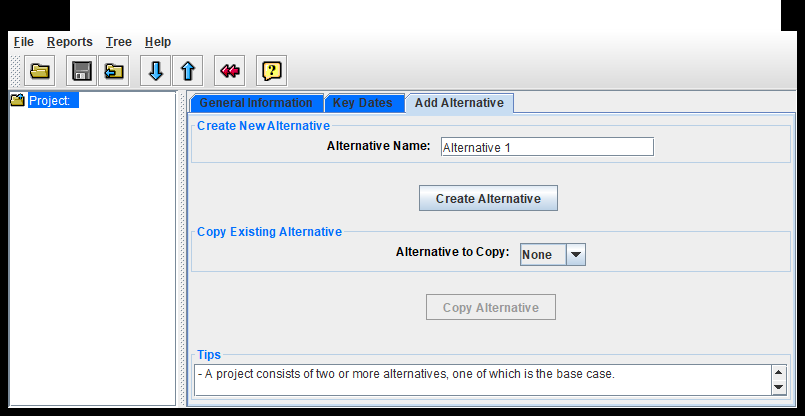 File Reports Tree Help
?
Project:
General Information Key Dates Add Alternative
Create New Alternative
Alternative Name: Alternative 1
Create Alternative
Copy Existing Alternative
Alternative to Copy: None
Copy Alternative
Tips
- A project consists of two or more alternatives, one of which is the base case.